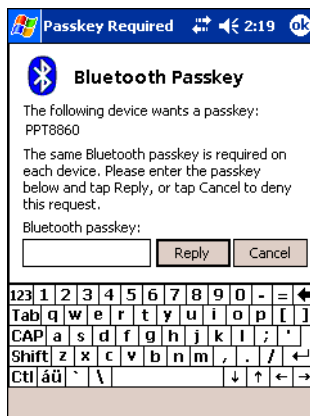 Passkey Required 2:19 ok
Bluetooth Passkey
The following device wants a passkey:
PPT8860
The same Bluetooth passkey is required on
each device. Please enter the passkey
below and tap Reply, or tap Cancel to deny
this request.
Bluetooth passkey:
Reply Cancel
123 1 2 3 4 5 6 7 8 9 0 - =
Tab q w e r t y u i o p [ ]
CAP a s d f g h j k l ; '
Shift z x c v b n m , . /
Ctl áü ` \